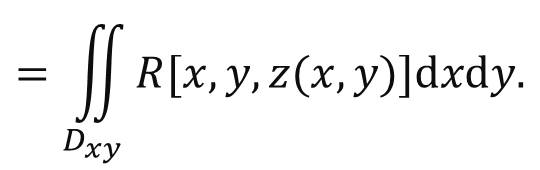 = ∬_{D_{xy}} R[x, y, z(x, y)]dxdy.